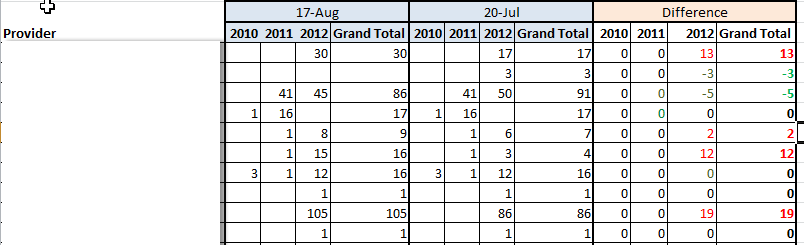 17-Aug 20-Jul Difference
Provider 2010 2011 2012 Grand Total 2010 2011 2012 Grand Total 2010 2011 2012 Grand Total
30 30 17 17 0 0 13 13
3 3 0 0 -3 -3
41 45 86 41 50 91 0 0 -5 -5
1 16 17 1 16 17 0 0 0 0
1 8 9 1 6 7 0 0 2 2
1 15 16 1 3 4 0 0 12 12
3 1 12 16 3 1 12 16 0 0 0 0
1 1 1 1 0 0 0 0
105 105 86 86 0 0 19 19
1 1 1 1 0 0 0 0